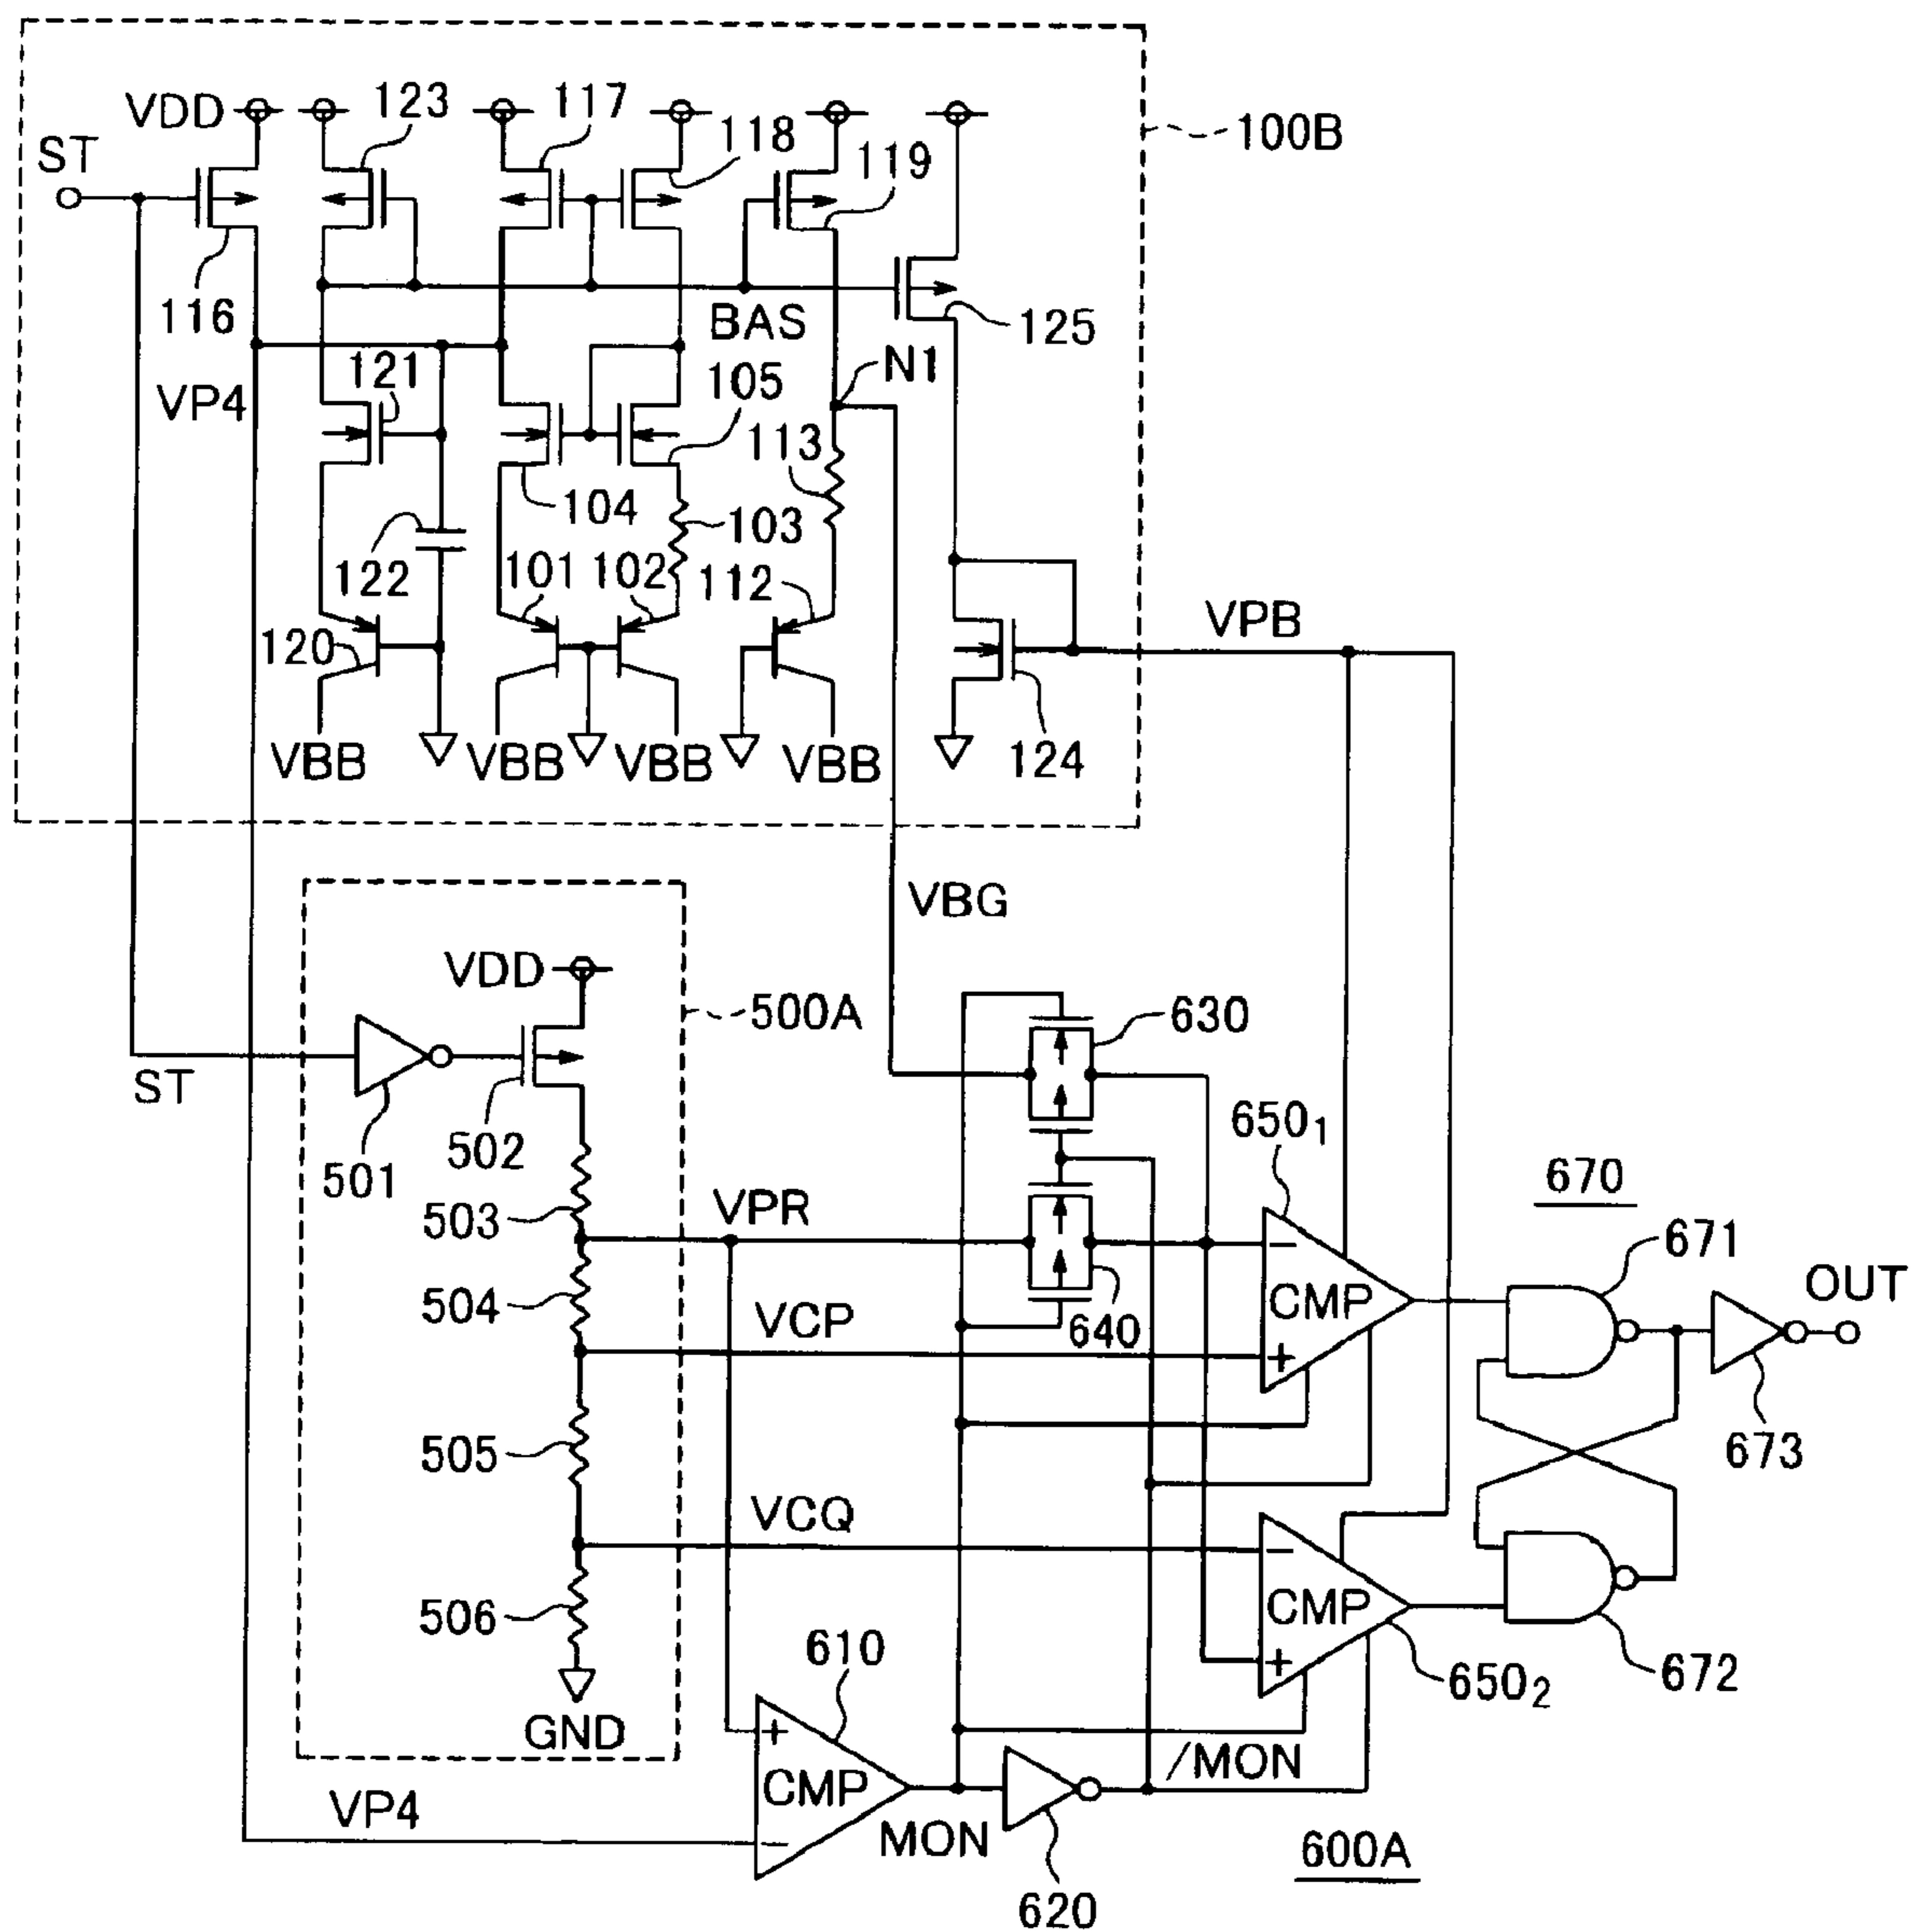 VDD
123
117
118
100B
ST
119
116
BAS
125
121
N1
VP4
105
113
104
103
122
101
102
112
VPB
120
VBB
VBB
VBB
VBB
124
VBG
VDD
500A
630
ST
650₁
502
501
670
503
VPR
671
OUT
504
VCP
CMP
640
673
505
VCQ
CMP
506
610
672
650₂
GND
/MON
CMP
VP4
MON
600A
620